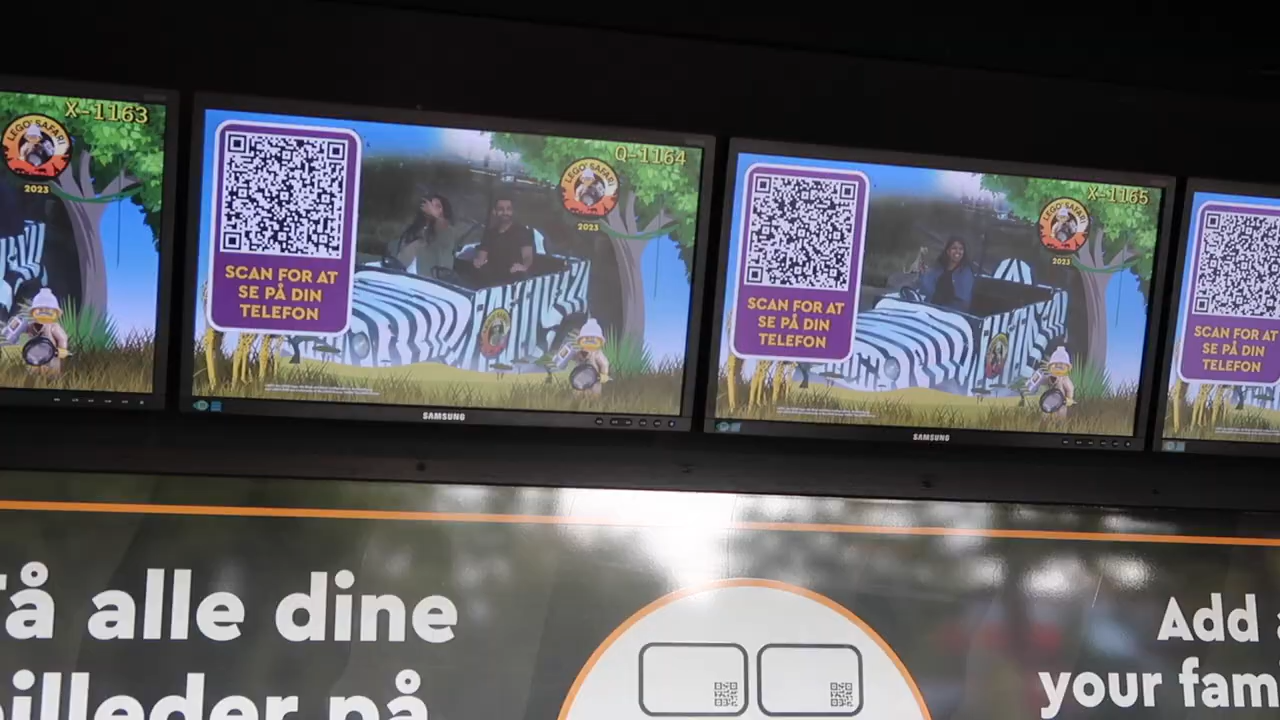 X-1163
LEGO SAFARI
2023
SCAN FOR AT
SE PÅ DIN
TELEFON
Q-1164
LEGO SAFARI
2023
SAMSUNG
SCAN FOR AT
SE PÅ DIN
TELEFON
X-1165
LEGO SAFARI
2023
SAMSUNG
SCAN FOR AT
SE PÅ DIN
TELEFON
Få alle dine
billeder på
Add
your fam